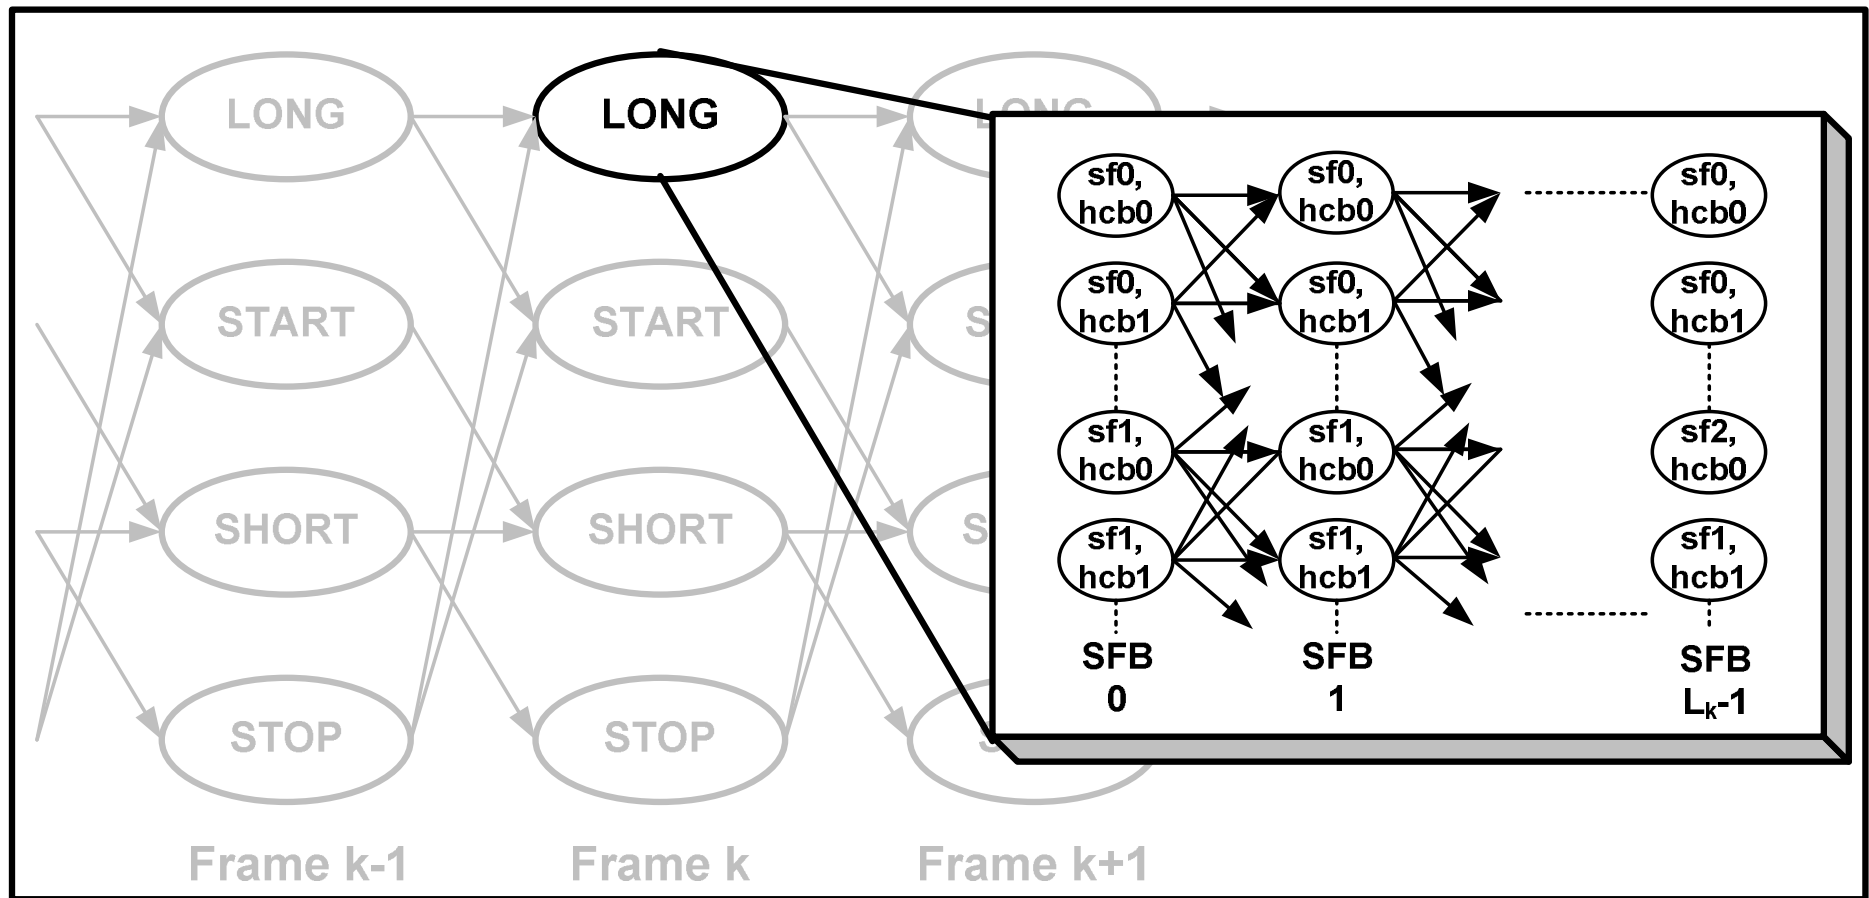 LONG
LONG
LONG
START
START
SHORT
SHORT
STOP
STOP
Frame k-1
Frame k
Frame k+1
sf0,
hcb0
sf0,
hcb0
sf0,
hcb0
sf0,
hcb1
sf0,
hcb1
sf0,
hcb1
sf1,
hcb0
sf1,
hcb0
sf2,
hcb0
sf1,
hcb1
sf1,
hcb1
sf1,
hcb1
SFB
0
SFB
1
SFB
Lₖ-1